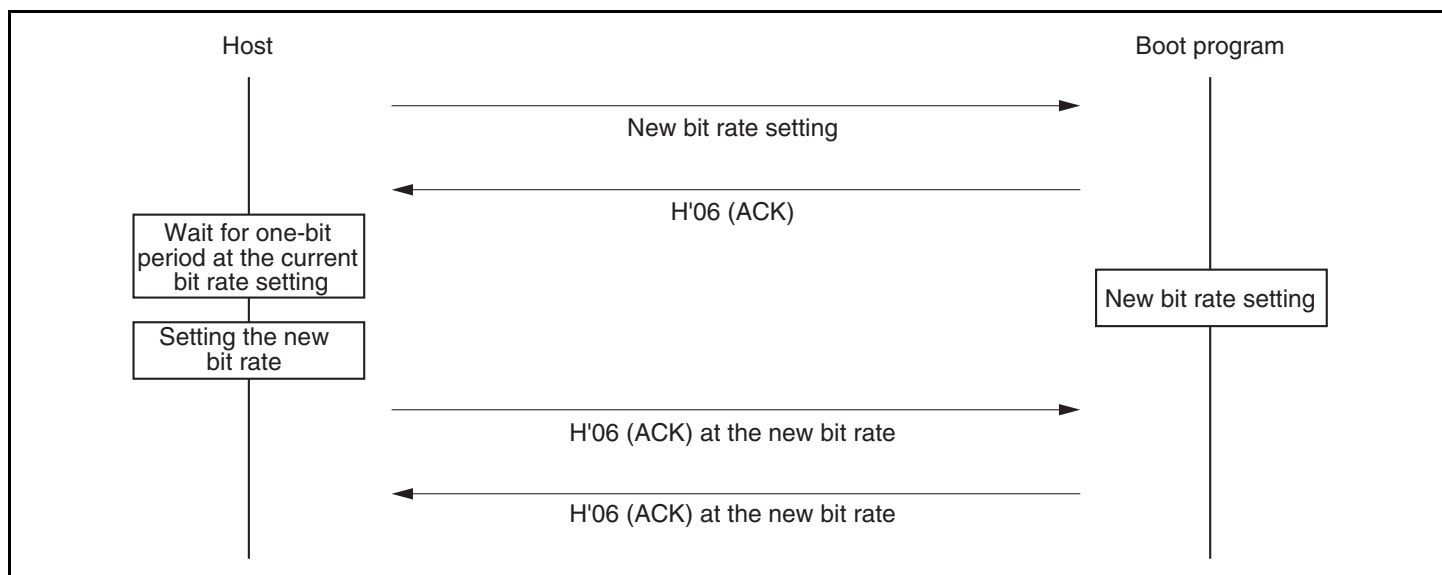 Host
Boot program
New bit rate setting
H'06 (ACK)
Wait for one-bit
period at the current
bit rate setting
New bit rate setting
Setting the new
bit rate
H'06 (ACK) at the new bit rate
H'06 (ACK) at the new bit rate